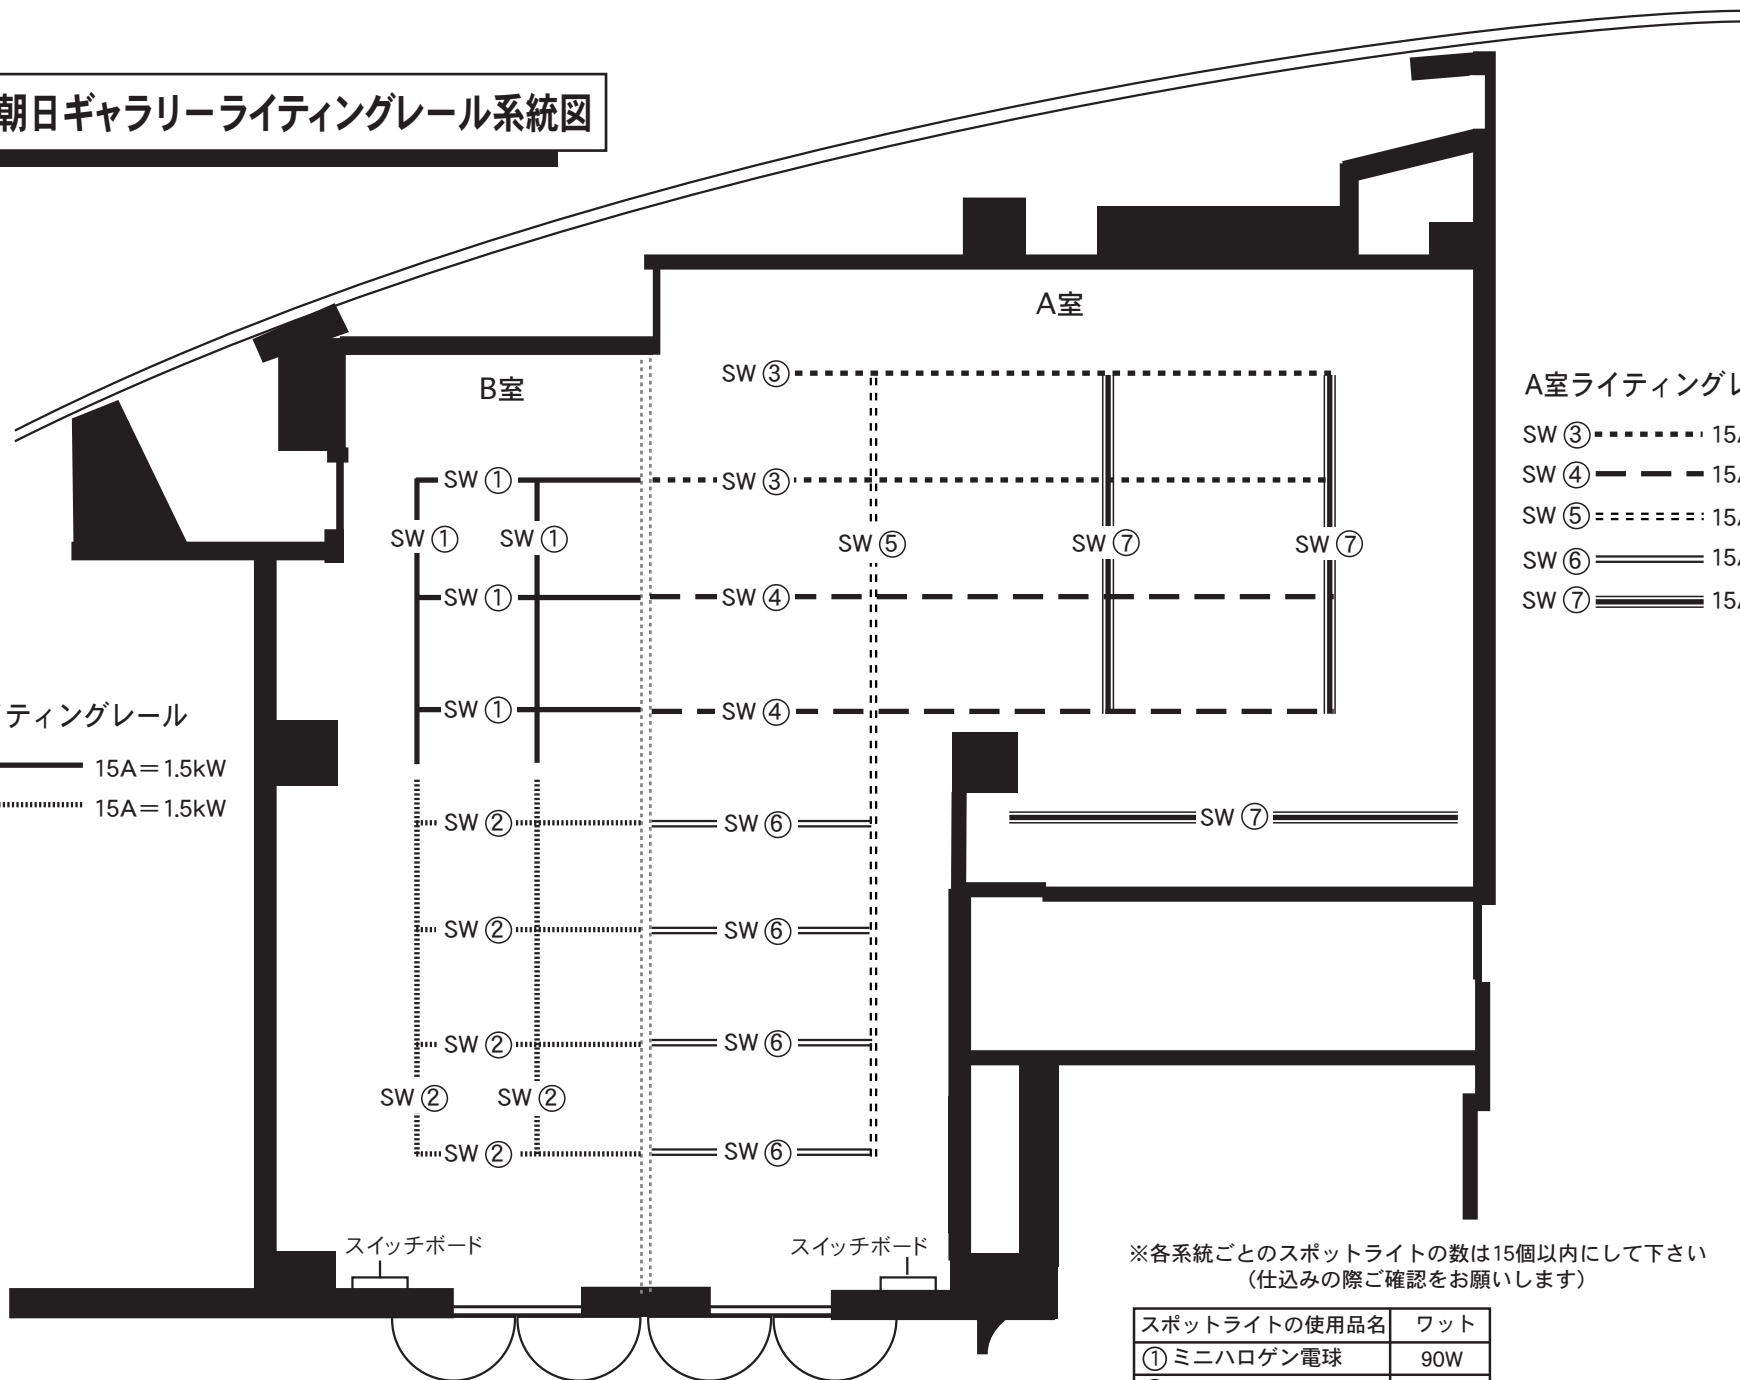 朝日ギャラリーライティングレール系統図
A室
B室
SW ③
SW ① SW ③
SW ① SW ① SW ⑤ SW ⑦ SW ⑦
SW ① SW ④
SW ① SW ④
SW ② SW ⑥ SW ⑦
SW ② SW ⑥
SW ② SW ⑥
SW ② SW ②
SW ② SW ⑥
A室ライティングレ
SW ③ 15A
SW ④ 15A
SW ⑤ 15A
SW ⑥ 15A
SW ⑦ 15A
ティングレール
15A＝1.5kW
15A＝1.5kW
スイッチボード スイッチボード
※各系統ごとのスポットライトの数は15個以内にして下さい
（仕込みの際ご確認をお願いします）
スポットライトの使用品名 ワット
① ミニハロゲン電球 90W